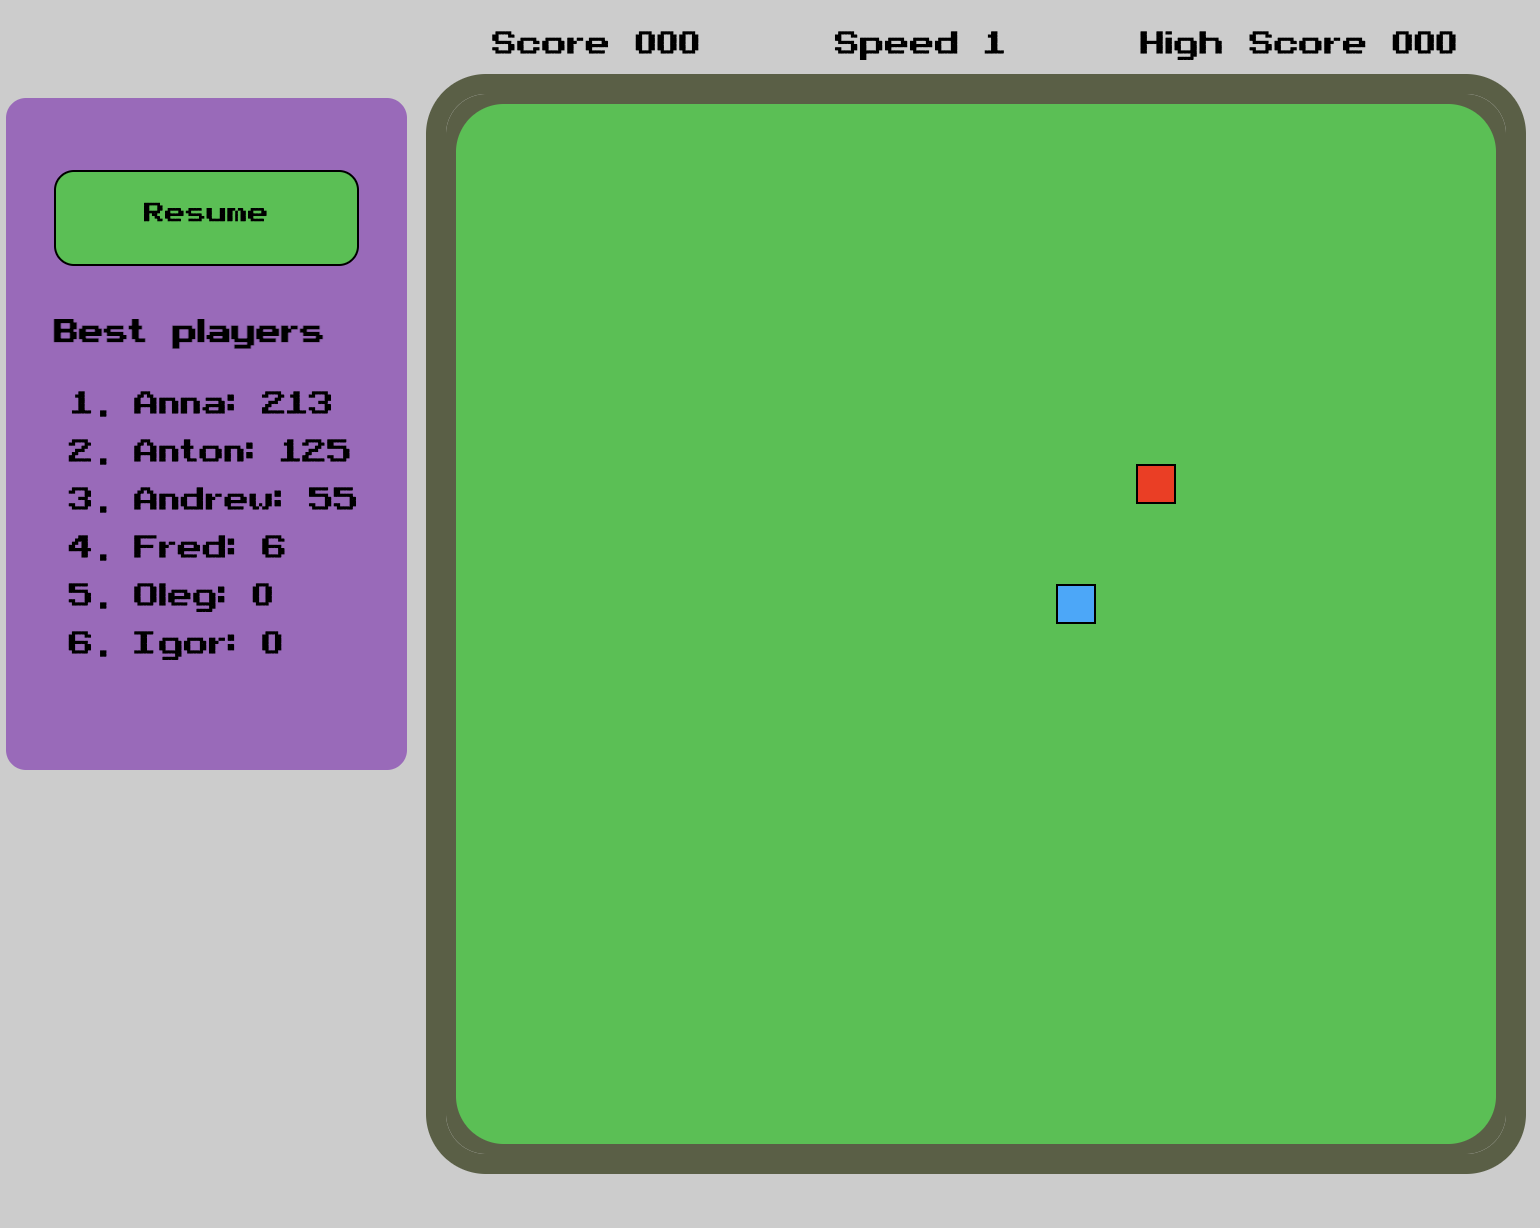 Score 000 Speed 1 High Score 000
Resume
Best players
1. Anna: 213
2. Anton: 125
3. Andrew: 55
4. Fred: 6
5. Oleg: 0
6. Igor: 0